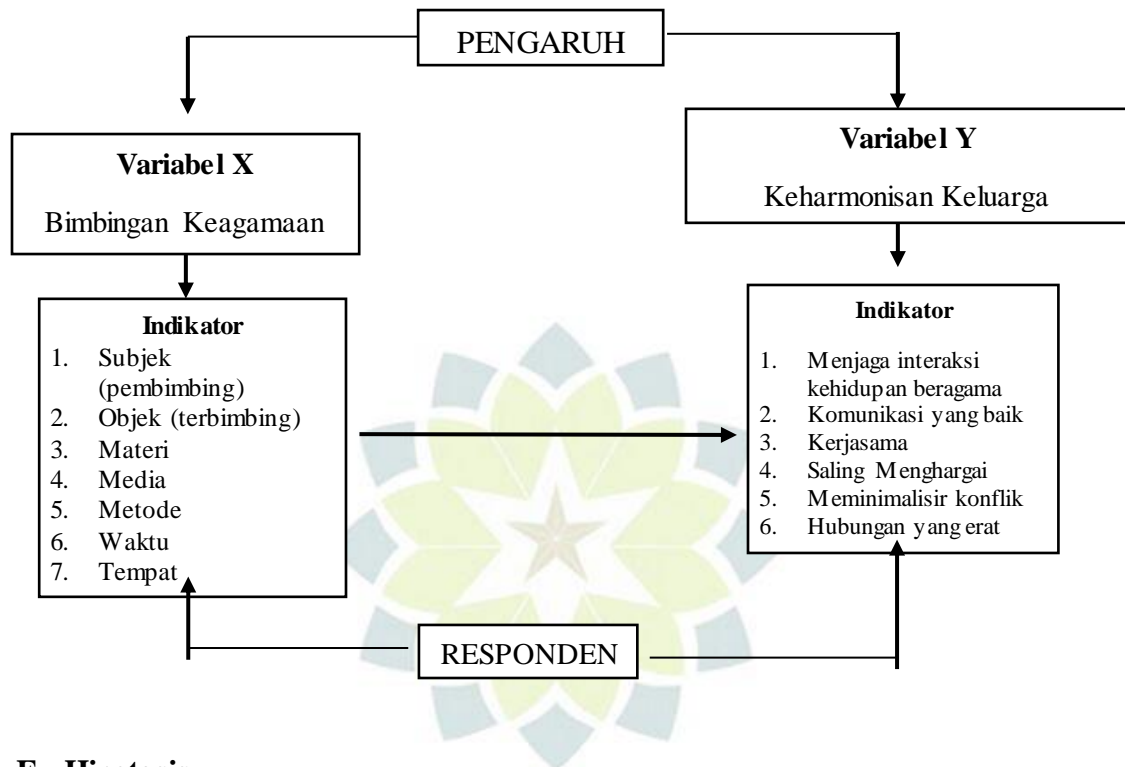 PENGARUH
Variabel X
Bimbingan Keagamaan
Variabel Y
Keharmonisan Keluarga
Indikator
1. Subjek
(pembimbing)
2. Objek (terbimbing)
3. Materi
4. Media
5. Metode
6. Waktu
7. Tempat
Indikator
1. Menjaga interaksi
kehidupan beragama
2. Komunikasi yang baik
3. Kerjasama
4. Saling Menghargai
5. Meminimalisir konflik
6. Hubungan yang erat
RESPONDEN
Hipotesis